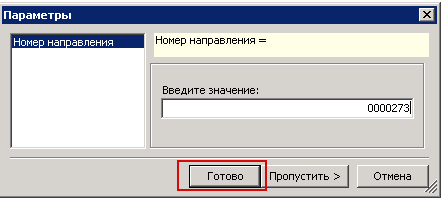 Параметры
Номер направления
Номер направления =
Введите значение:
0000273
Готово
Пропустить >
Отмена